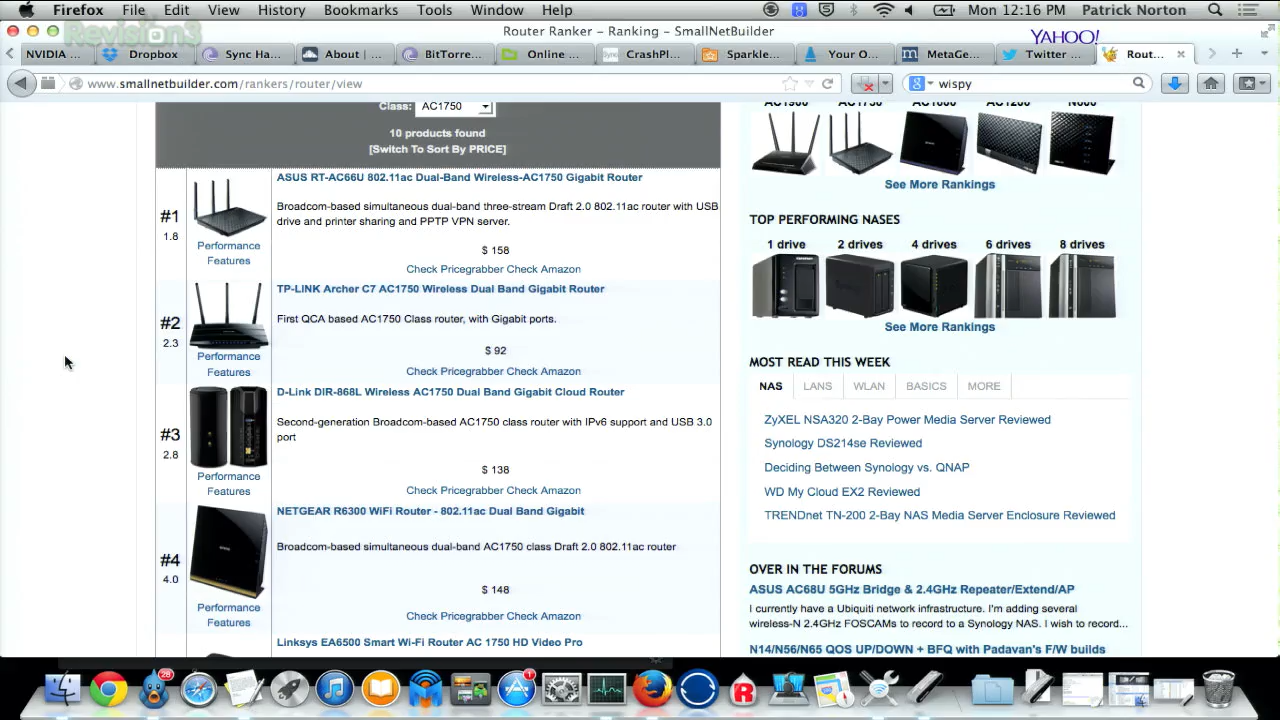 Firefox File Edit View History Bookmarks Tools Window Help Mon 12:16 PM Patrick Norton
Revision3
Router Ranker – Ranking – SmallNetBuilder
YAHOO!
NVIDIA ... Dropbox Sync Ha... About | ... BitTorre... Online ... CrashPl... Sparkle... Your O... MetaGe... Twitter ... Rout...
www.smallnetbuilder.com/rankers/router/view
wispy
Class: AC1750
10 products found
[Switch To Sort By PRICE]
#1
1.8
Performance
Features
ASUS RT-AC66U 802.11ac Dual-Band Wireless-AC1750 Gigabit Router
Broadcom-based simultaneous dual-band three-stream Draft 2.0 802.11ac router with USB
drive and printer sharing and PPTP VPN server.
$ 158
Check Pricegrabber Check Amazon
#2
2.3
Performance
Features
TP-LINK Archer C7 AC1750 Wireless Dual Band Gigabit Router
First QCA based AC1750 Class router, with Gigabit ports.
$ 92
Check Pricegrabber Check Amazon
#3
2.8
Performance
Features
D-Link DIR-868L Wireless AC1750 Dual Band Gigabit Cloud Router
Second-generation Broadcom-based AC1750 class router with IPv6 support and USB 3.0
port
$ 138
Check Pricegrabber Check Amazon
#4
4.0
Performance
Features
NETGEAR R6300 WiFi Router - 802.11ac Dual Band Gigabit
Broadcom-based simultaneous dual-band AC1750 class Draft 2.0 802.11ac router
$ 148
Check Pricegrabber Check Amazon
Linksys EA6500 Smart Wi-Fi Router AC 1750 HD Video Pro
AC1900 AC1750 AC1600 AC1200 N600
See More Rankings
TOP PERFORMING NASES
1 drive 2 drives 4 drives 6 drives 8 drives
See More Rankings
MOST READ THIS WEEK
NAS LANS WLAN BASICS MORE
ZyXEL NSA320 2-Bay Power Media Server Reviewed
Synology DS214se Reviewed
Deciding Between Synology vs. QNAP
WD My Cloud EX2 Reviewed
TRENDnet TN-200 2-Bay NAS Media Server Enclosure Reviewed
OVER IN THE FORUMS
ASUS AC68U 5GHz Bridge & 2.4GHz Repeater/Extend/AP
I currently have a Ubiquiti network infrastructure. I'm adding several
wireless-N 2.4GHz FOSCAMs to record to a Synology NAS. I wish to record...
N14/N56/N65 QOS UP/DOWN + BFQ with Padavan's F/W builds
28
1